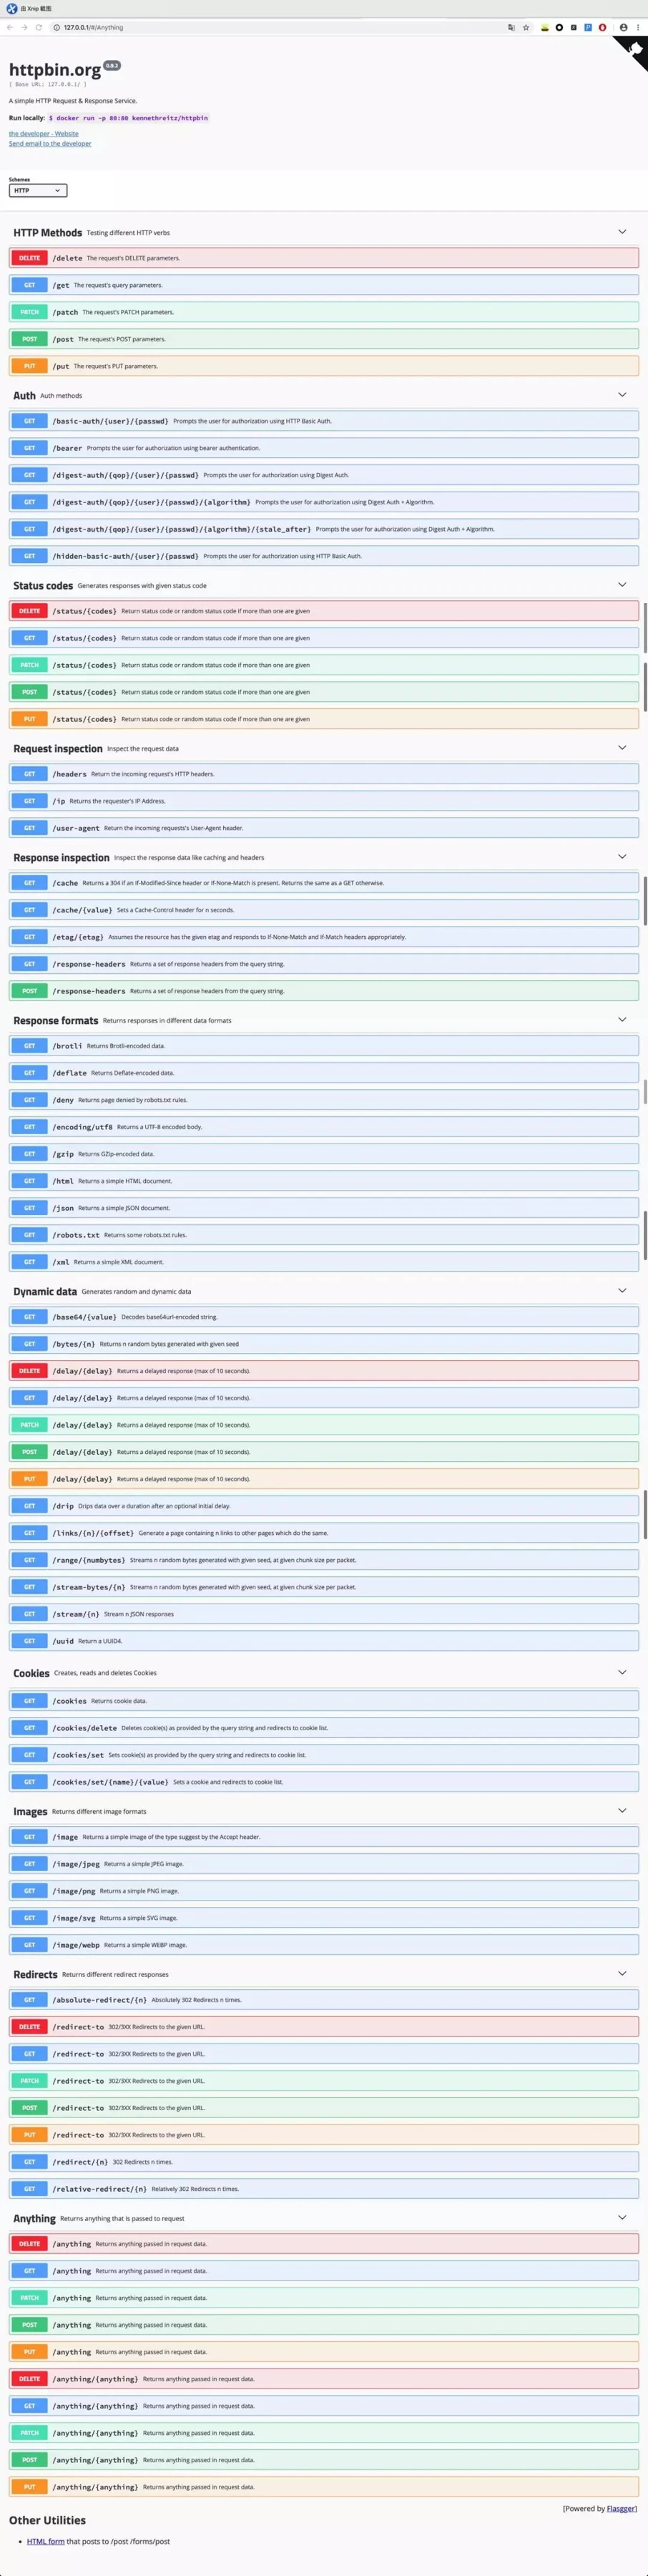 由 Xnip 截图
127.0.0.1/#/Anything
httpbin.org 0.9.2
[ Base URL: 127.0.0.1/ ]
A simple HTTP Request & Response Service.
Run locally: $ docker run -p 80:80 kennethreitz/httpbin
the developer - Website
Send email to the developer
Schemes
HTTP
HTTP Methods Testing different HTTP verbs
DELETE /delete The request's DELETE parameters.
GET /get The request's query parameters.
PATCH /patch The request's PATCH parameters.
POST /post The request's POST parameters.
PUT /put The request's PUT parameters.
Auth Auth methods
GET /basic-auth/{user}/{passwd} Prompts the user for authorization using HTTP Basic Auth.
GET /bearer Prompts the user for authorization using bearer authentication.
GET /digest-auth/{qop}/{user}/{passwd} Prompts the user for authorization using Digest Auth.
GET /digest-auth/{qop}/{user}/{passwd}/{algorithm} Prompts the user for authorization using Digest Auth + Algorithm.
GET /digest-auth/{qop}/{user}/{passwd}/{algorithm}/{stale_after} Prompts the user for authorization using Digest Auth + Algorithm.
GET /hidden-basic-auth/{user}/{passwd} Prompts the user for authorization using HTTP Basic Auth.
Status codes Generates responses with given status code
DELETE /status/{codes} Return status code or random status code if more than one are given
GET /status/{codes} Return status code or random status code if more than one are given
PATCH /status/{codes} Return status code or random status code if more than one are given
POST /status/{codes} Return status code or random status code if more than one are given
PUT /status/{codes} Return status code or random status code if more than one are given
Request inspection Inspect the request data
GET /headers Return the incoming request's HTTP headers.
GET /ip Returns the requester's IP Address.
GET /user-agent Return the incoming requests's User-Agent header.
Response inspection Inspect the response data like caching and headers
GET /cache Returns a 304 if an If-Modified-Since header or If-None-Match is present. Returns the same as a GET otherwise.
GET /cache/{value} Sets a Cache-Control header for n seconds.
GET /etag/{etag} Assumes the resource has the given etag and responds to If-None-Match and If-Match headers appropriately.
GET /response-headers Returns a set of response headers from the query string.
POST /response-headers Returns a set of response headers from the query string.
Response formats Returns responses in different data formats
GET /brotli Returns Brotli-encoded data.
GET /deflate Returns Deflate-encoded data.
GET /deny Returns page denied by robots.txt rules.
GET /encoding/utf8 Returns a UTF-8 encoded body.
GET /gzip Returns GZip-encoded data.
GET /html Returns a simple HTML document.
GET /json Returns a simple JSON document.
GET /robots.txt Returns some robots.txt rules.
GET /xml Returns a simple XML document.
Dynamic data Generates random and dynamic data
GET /base64/{value} Decodes base64url-encoded string.
GET /bytes/{n} Returns n random bytes generated with given seed
DELETE /delay/{delay} Returns a delayed response (max of 10 seconds).
GET /delay/{delay} Returns a delayed response (max of 10 seconds).
PATCH /delay/{delay} Returns a delayed response (max of 10 seconds).
POST /delay/{delay} Returns a delayed response (max of 10 seconds).
PUT /delay/{delay} Returns a delayed response (max of 10 seconds).
GET /drip Drips data over a duration after an optional initial delay.
GET /links/{n}/{offset} Generate a page containing n links to other pages which do the same.
GET /range/{numbytes} Streams n random bytes generated with given seed, at given chunk size per packet.
GET /stream-bytes/{n} Streams n random bytes generated with given seed, at given chunk size per packet.
GET /stream/{n} Stream n JSON responses
GET /uuid Return a UUID4.
Cookies Creates, reads and deletes Cookies
GET /cookies Returns cookie data.
GET /cookies/delete Deletes cookie(s) as provided by the query string and redirects to cookie list.
GET /cookies/set Sets cookie(s) as provided by the query string and redirects to cookie list.
GET /cookies/set/{name}/{value} Sets a cookie and redirects to cookie list.
Images Returns different image formats
GET /image Returns a simple image of the type suggest by the Accept header.
GET /image/jpeg Returns a simple JPEG image.
GET /image/png Returns a simple PNG image.
GET /image/svg Returns a simple SVG image.
GET /image/webp Returns a simple WEBP image.
Redirects Returns different redirect responses
GET /absolute-redirect/{n} Absolutely 302 Redirects n times.
DELETE /redirect-to 302/3XX Redirects to the given URL.
GET /redirect-to 302/3XX Redirects to the given URL.
PATCH /redirect-to 302/3XX Redirects to the given URL.
POST /redirect-to 302/3XX Redirects to the given URL.
PUT /redirect-to 302/3XX Redirects to the given URL.
GET /redirect/{n} 302 Redirects n times.
GET /relative-redirect/{n} Relatively 302 Redirects n times.
Anything Returns anything that is passed to request
DELETE /anything Returns anything passed in request data.
GET /anything Returns anything passed in request data.
PATCH /anything Returns anything passed in request data.
POST /anything Returns anything passed in request data.
PUT /anything Returns anything passed in request data.
DELETE /anything/{anything} Returns anything passed in request data.
GET /anything/{anything} Returns anything passed in request data.
PATCH /anything/{anything} Returns anything passed in request data.
POST /anything/{anything} Returns anything passed in request data.
PUT /anything/{anything} Returns anything passed in request data.
[Powered by Flasgger]
Other Utilities
• HTML form that posts to /post /forms/post